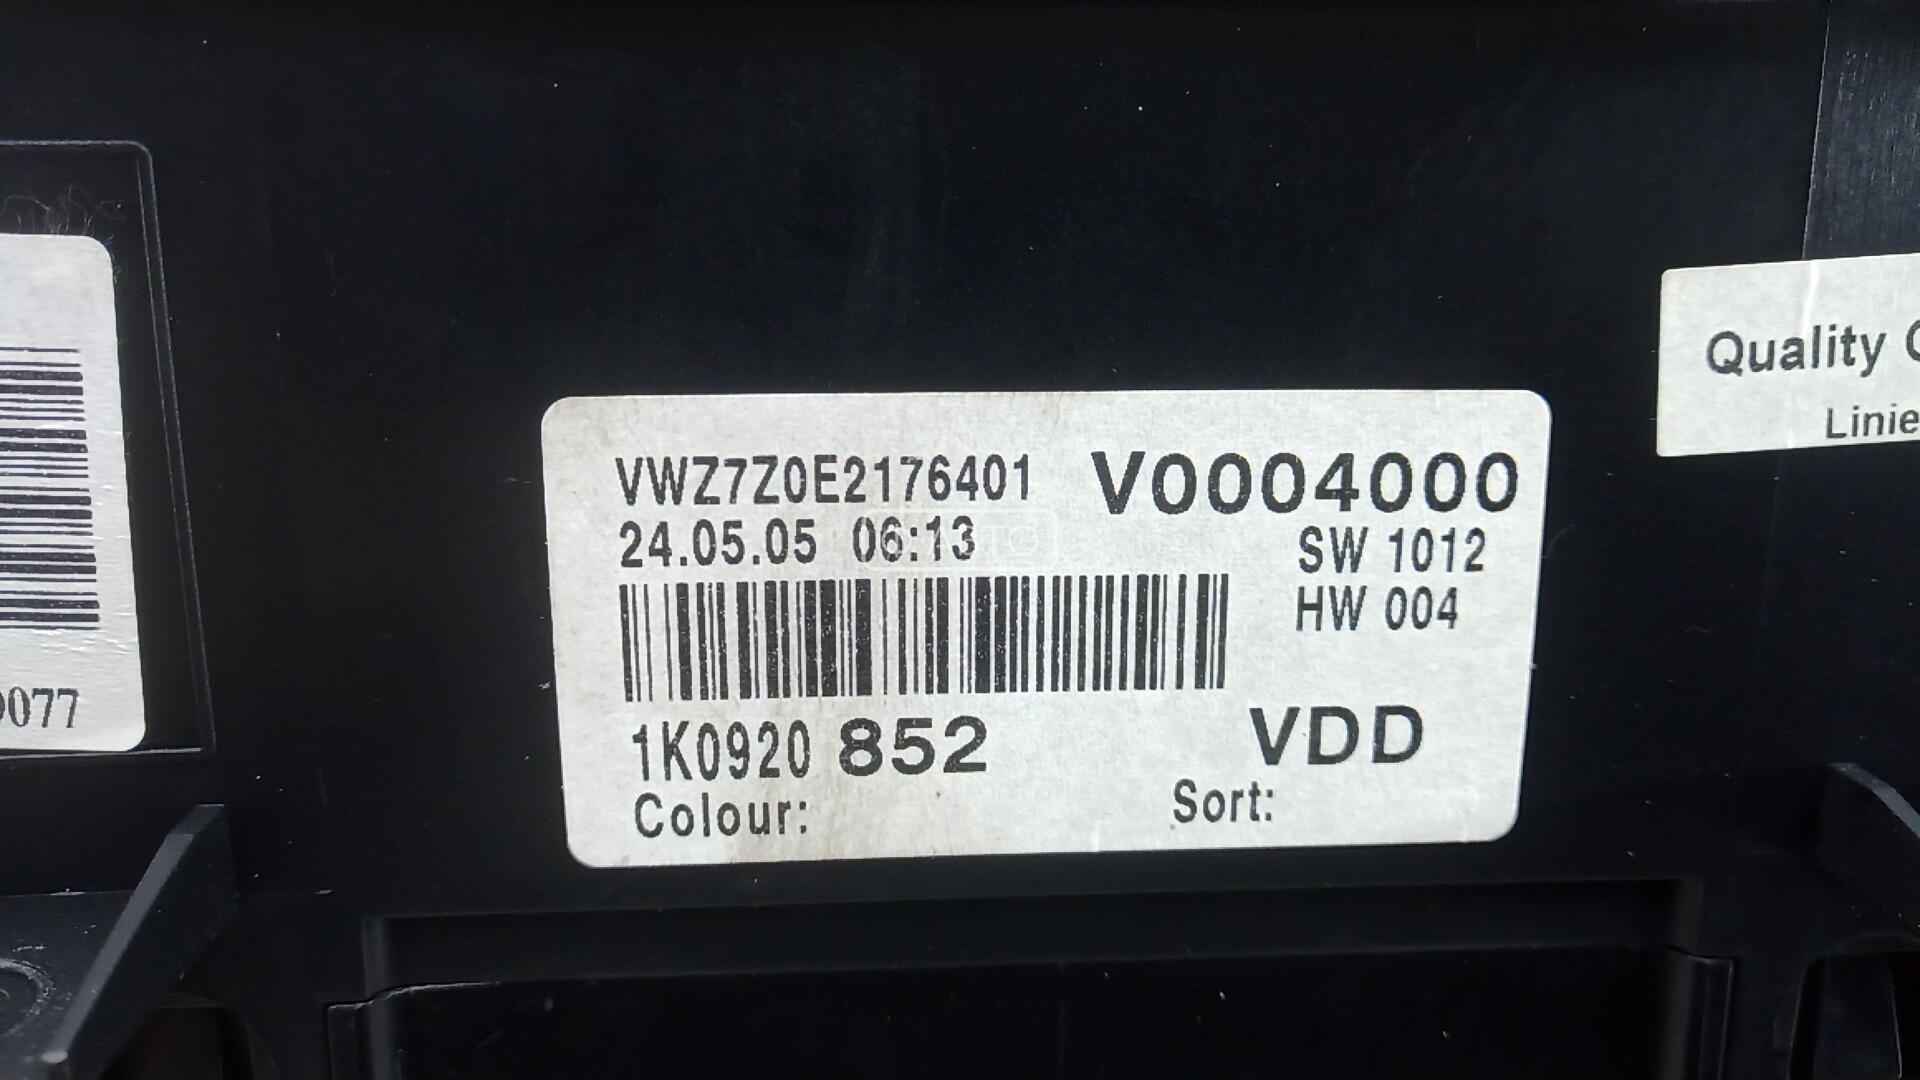 VWZ7Z0E2176401 V0004000
24.05.05 06:13
SW 1012
HW 004
1K0920 852 VDD
Colour: Sort:
Quality
Linie
077